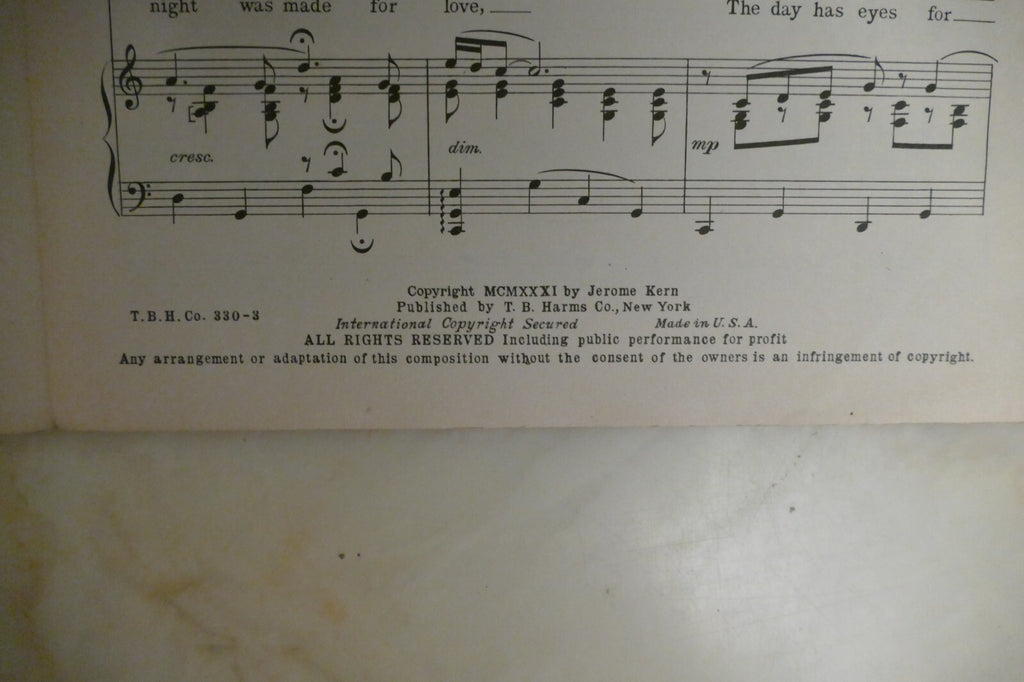 night was made for love, The day has eyes for
cresc. dim. mp
Copyright MCMXXXI by Jerome Kern
Published by T. B. Harms Co., New York
T.B.H.Co. 330-3
International Copyright Secured Made in U. S. A.
ALL RIGHTS RESERVED Including public performance for profit
Any arrangement or adaptation of this composition without the consent of the owners is an infringement of copyright.